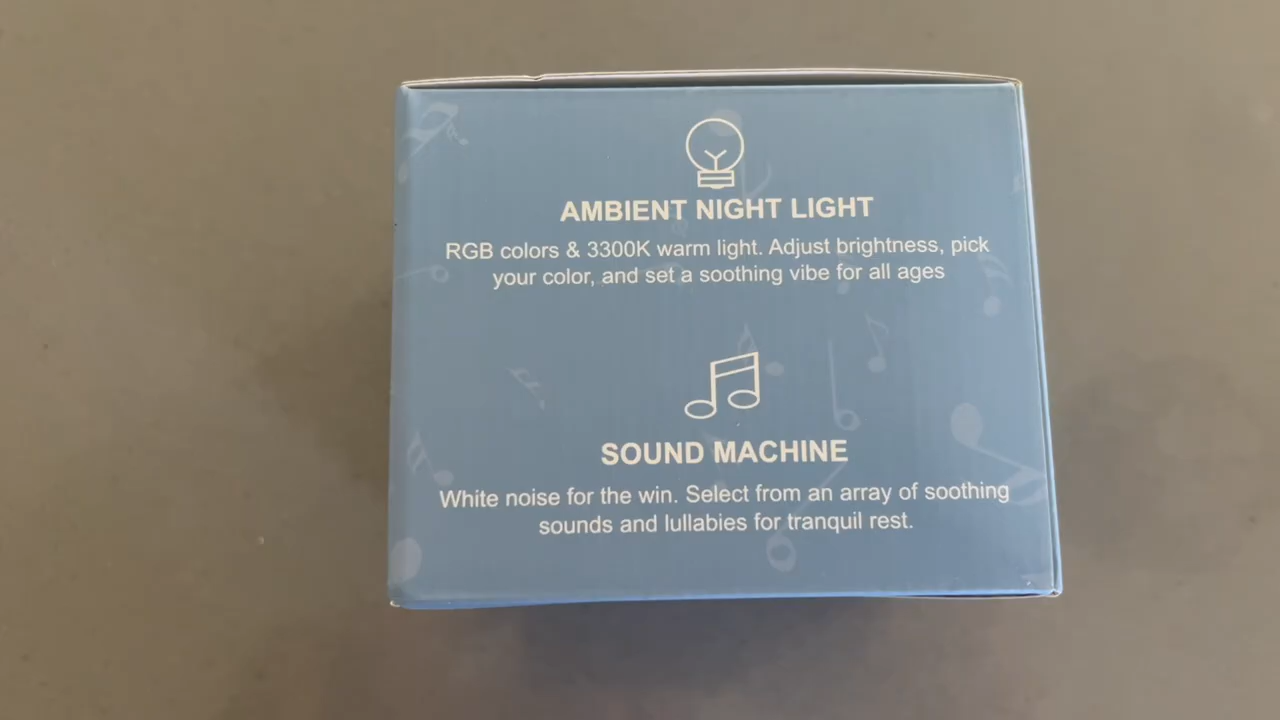 AMBIENT NIGHT LIGHT
RGB colors & 3300K warm light. Adjust brightness, pick
your color, and set a soothing vibe for all ages
SOUND MACHINE
White noise for the win. Select from an array of soothing
sounds and lullabies for tranquil rest.